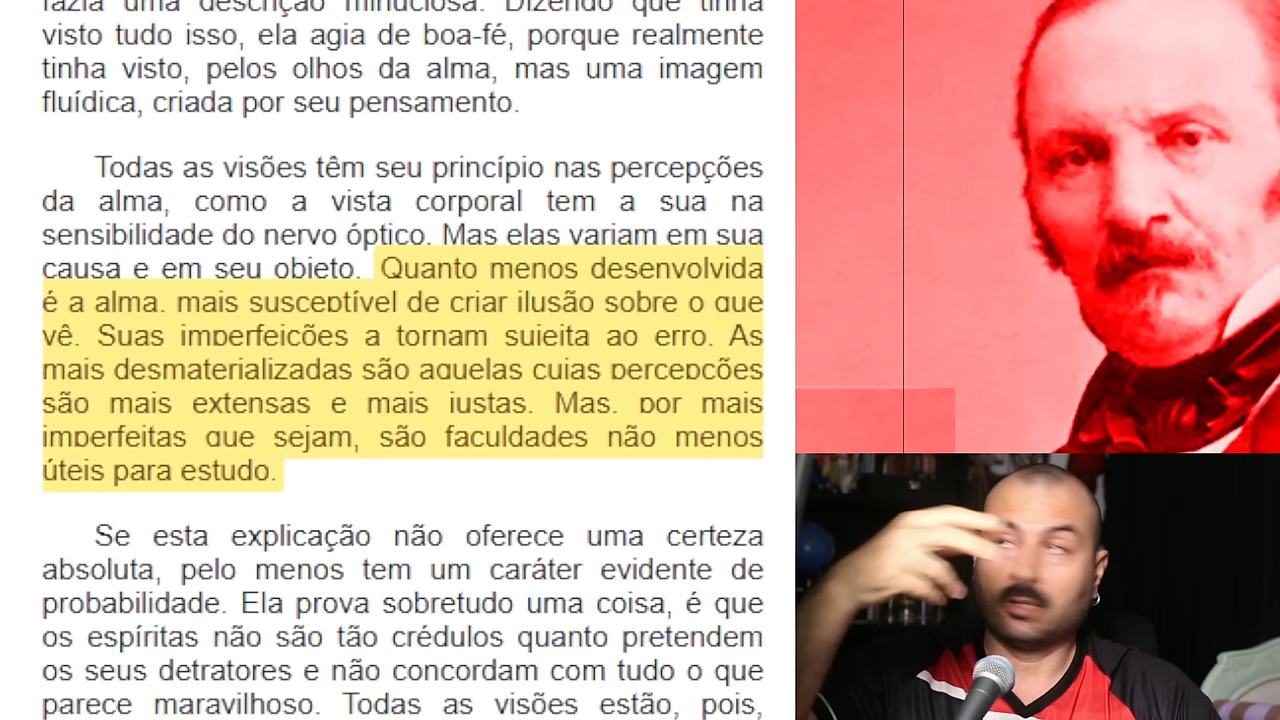 fazia uma descrição minuciosa. Dizendo que tinha
visto tudo isso, ela agia de boa-fé, porque realmente
tinha visto, pelos olhos da alma, mas uma imagem
fluídica, criada por seu pensamento.
Todas as visões têm seu princípio nas percepções
da alma, como a vista corporal tem a sua na
sensibilidade do nervo óptico. Mas elas variam em sua
causa e em seu objeto. Quanto menos desenvolvida
é a alma, mais susceptível de criar ilusão sobre o que
vê. Suas imperfeições a tornam sujeita ao erro. As
mais desmaterializadas são aquelas cujas percepções
são mais extensas e mais justas. Mas, por mais
imperfeitas que sejam, são faculdades não menos
úteis para estudo.
Se esta explicação não oferece uma certeza
absoluta, pelo menos tem um caráter evidente de
probabilidade. Ela prova sobretudo uma coisa, é que
os espíritas não são tão crédulos quanto pretendem
os seus detratores e não concordam com tudo o que
parece maravilhoso. Todas as visões estão, pois,